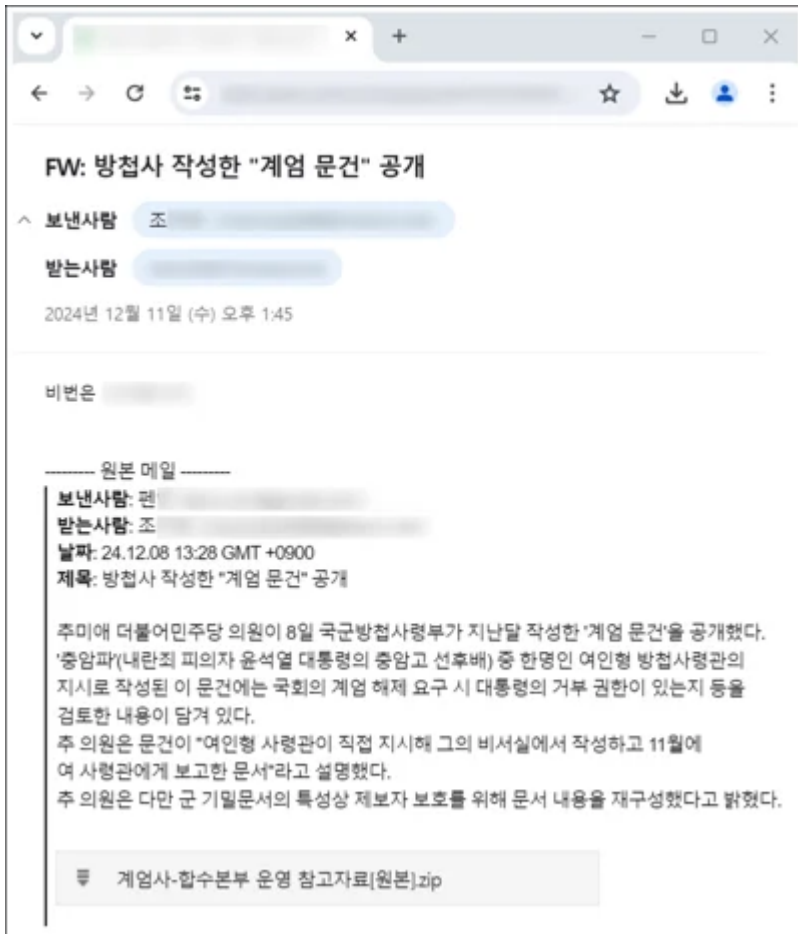 FW: 방첩사 작성한 "계엄 문건" 공개
보낸사람 조
받는사람
2024년 12월 11일 (수) 오후 1:45
비번은
--------- 원본 메일 ---------
보낸사람: 펜
받는사람: 조
날짜: 24.12.08 13:28 GMT +0900
제목: 방첩사 작성한 "계엄 문건" 공개
추미애 더불어민주당 의원이 8일 국군방첩사령부가 지난달 작성한 '계엄 문건'을 공개했다.
'충암파'(내란죄 피의자 윤석열 대통령의 충암고 선후배) 중 한명인 여인형 방첩사령관의
지시로 작성된 이 문건에는 국회의 계엄 해제 요구 시 대통령의 거부 권한이 있는지 등을
검토한 내용이 담겨 있다.
추 의원은 문건이 "여인형 사령관이 직접 지시해 그의 비서실에서 작성하고 11월에
여 사령관에게 보고한 문서"라고 설명했다.
추 의원은 다만 군 기밀문서의 특성상 제보자 보호를 위해 문서 내용을 재구성했다고 밝혔다.
계엄사-합수본부 운영 참고자료[원본].zip